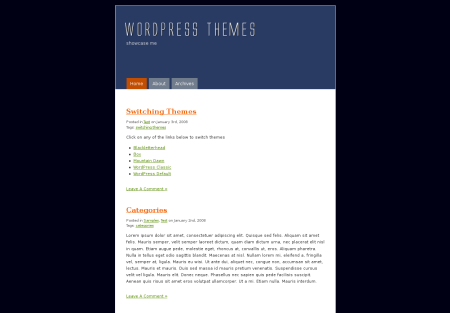 WORDPRESS THEMES
showcase me
Home About Archives
Switching Themes
Posted in Test on January 3rd, 2009
Tags: switching themes
Click on any of the links below to switch themes
Blackletterhead
Boy
Mountain Dawn
WordPress Classic
WordPress Default
Leave A Comment »
Categories
Posted in Sample, Test on January 2nd, 2009
Tags: categories
Lorem ipsum dolor sit amet, consectetuer adipiscing elit. Quisque sed felis. Aliquam sit amet
felis. Mauris semper, velit semper laoreet dictum, quam diam dictum urna, nec placerat elit nisl
in quam. Etiam augue pede, molestie eget, rhoncus at, convallis ut, eros. Aliquam pharetra.
Nulla in tellus eget odio sagittis blandit. Maecenas at nisl. Nullam lorem mi, eleifend a, fringilla
vel, semper at, ligula. Mauris eu wisi. Ut ante dui, aliquet nec, congue non, accumsan sit amet,
lectus. Mauris et mauris. Duis sed massa id mauris pretium venenatis. Suspendisse cursus
velit vel ligula. Mauris elit. Donec neque. Phasellus nec sapien quis pede facilisis suscipit.
Aenean quis risus sit amet eros volutpat ullamcorper. Ut a mi. Etiam nulla. Mauris interdum.
Leave A Comment »